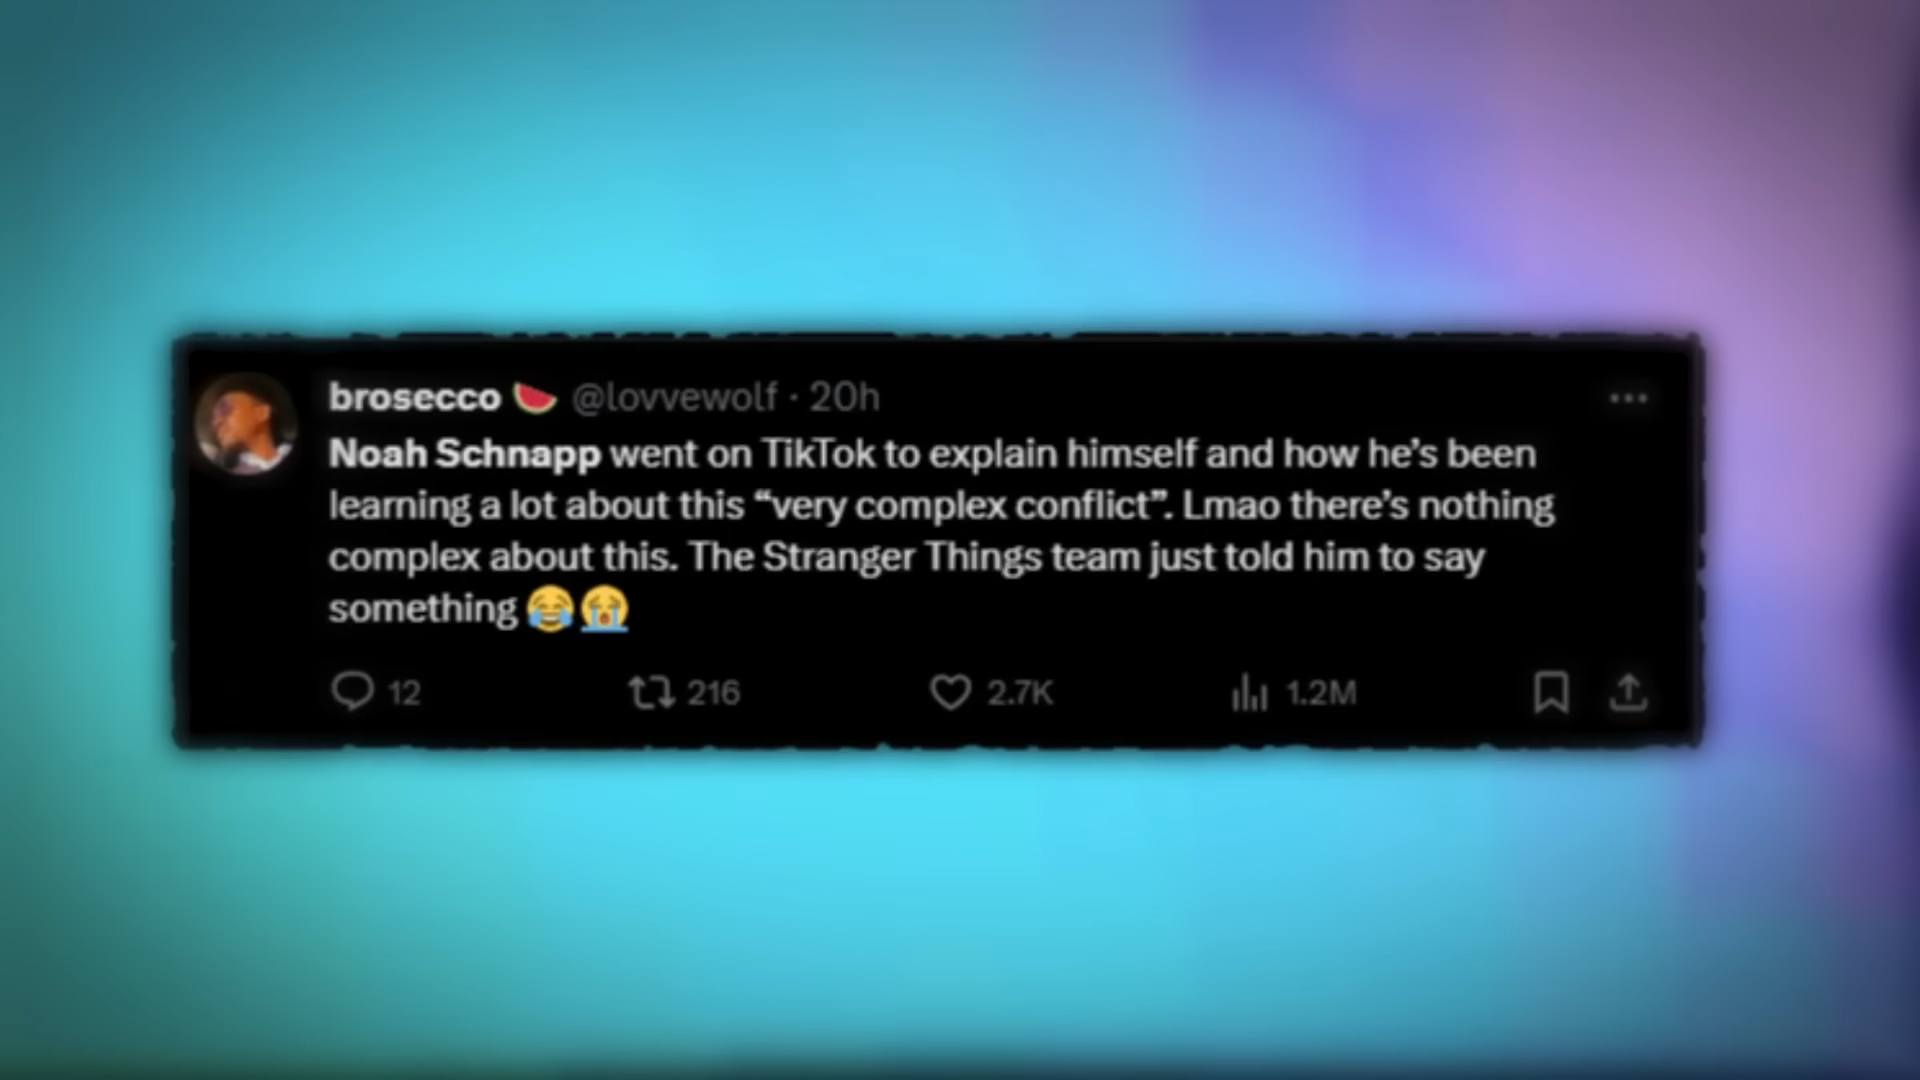 brosecco 🍉 @lovvewolf · 20h
Noah Schnapp went on TikTok to explain himself and how he’s been
learning a lot about this “very complex conflict”. Lmao there’s nothing
complex about this. The Stranger Things team just told him to say
something 😂😭
12 216 2.7K 1.2M